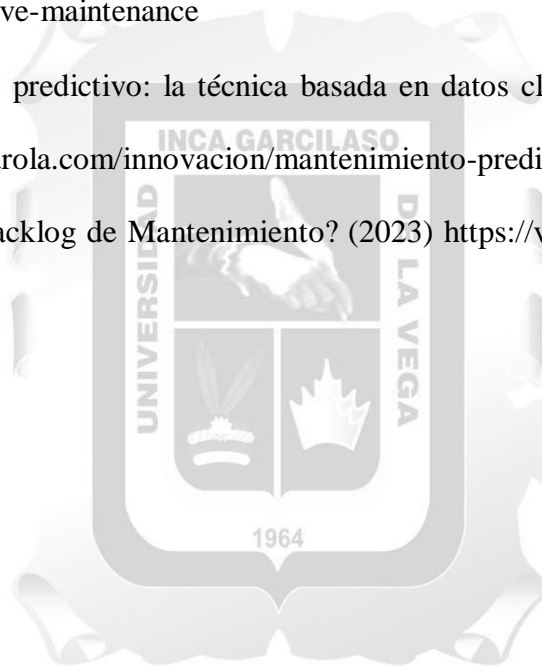 ve-maintenance
predictivo: la técnica basada en datos cl
INCA GARCILASO
rola.com/innovacion/mantenimiento-predi
acklog de Mantenimiento? (2023) https://
UNIVERSIDAD
DE LA VEGA
1964